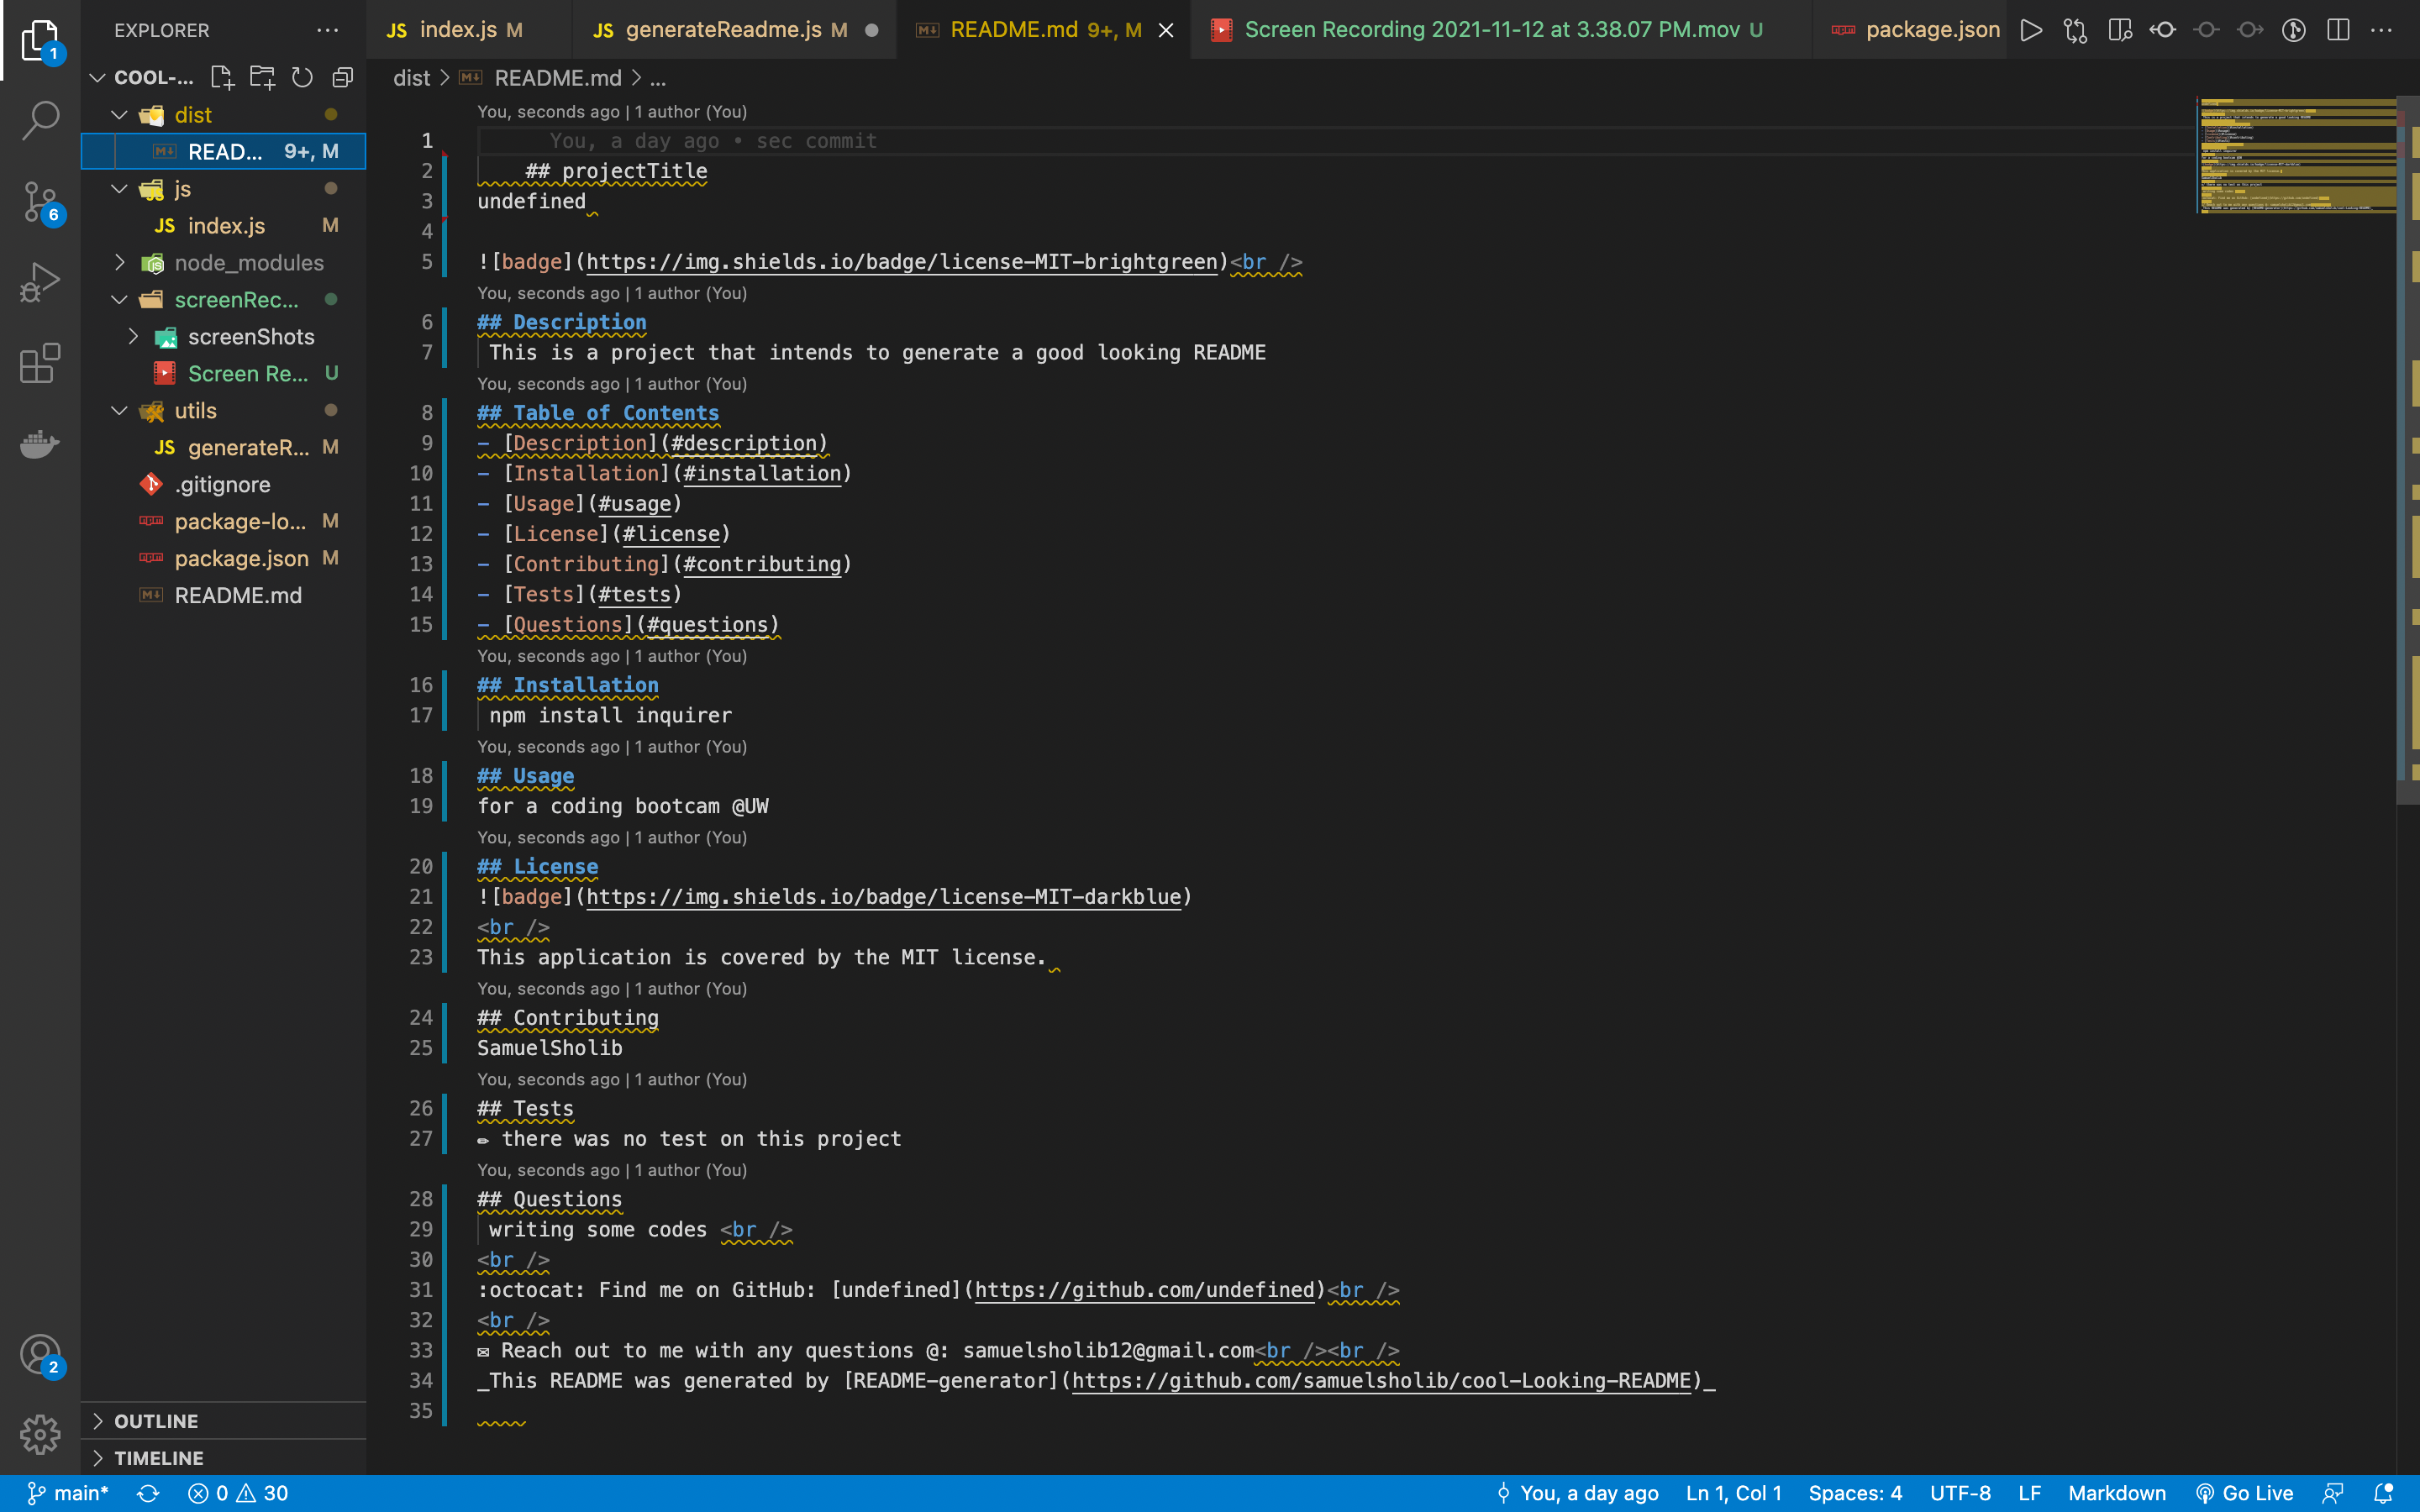 EXPLORER
JS index.js M
JS generateReadme.js M
README.md 9+, M
Screen Recording 2021-11-12 at 3.38.07 PM.mov U
package.json
1
COOL-...
dist
READ... 9+, M
js
JS index.js M
node_modules
screenRec...
screenShots
Screen Re... U
utils
JS generateR... M
.gitignore
package-lo... M
package.json M
README.md
6
2
OUTLINE
TIMELINE
dist > README.md > ...
You, seconds ago | 1 author (You)
1 You, a day ago • sec commit
2 ## projectTitle
3 undefined
4
5 ![badge](https://img.shields.io/badge/license-MIT-brightgreen)<br />
You, seconds ago | 1 author (You)
6 ## Description
7 This is a project that intends to generate a good looking README
You, seconds ago | 1 author (You)
8 ## Table of Contents
9 - [Description](#description)
10 - [Installation](#installation)
11 - [Usage](#usage)
12 - [License](#license)
13 - [Contributing](#contributing)
14 - [Tests](#tests)
15 - [Questions](#questions)
You, seconds ago | 1 author (You)
16 ## Installation
17 npm install inquirer
You, seconds ago | 1 author (You)
18 ## Usage
19 for a coding bootcam @UW
You, seconds ago | 1 author (You)
20 ## License
21 ![badge](https://img.shields.io/badge/license-MIT-darkblue)
22 <br />
23 This application is covered by the MIT license.
You, seconds ago | 1 author (You)
24 ## Contributing
25 SamuelSholib
You, seconds ago | 1 author (You)
26 ## Tests
27 ✏ there was no test on this project
You, seconds ago | 1 author (You)
28 ## Questions
29 writing some codes <br />
30 <br />
31 :octocat: Find me on GitHub: [undefined](https://github.com/undefined)<br />
32 <br />
33 ✉ Reach out to me with any questions @: samuelsholib12@gmail.com<br /><br />
34 _This README was generated by [README-generator](https://github.com/samuelsholib/cool-Looking-README)_
35
main* 0 30 You, a day ago Ln 1, Col 1 Spaces: 4 UTF-8 LF Markdown Go Live